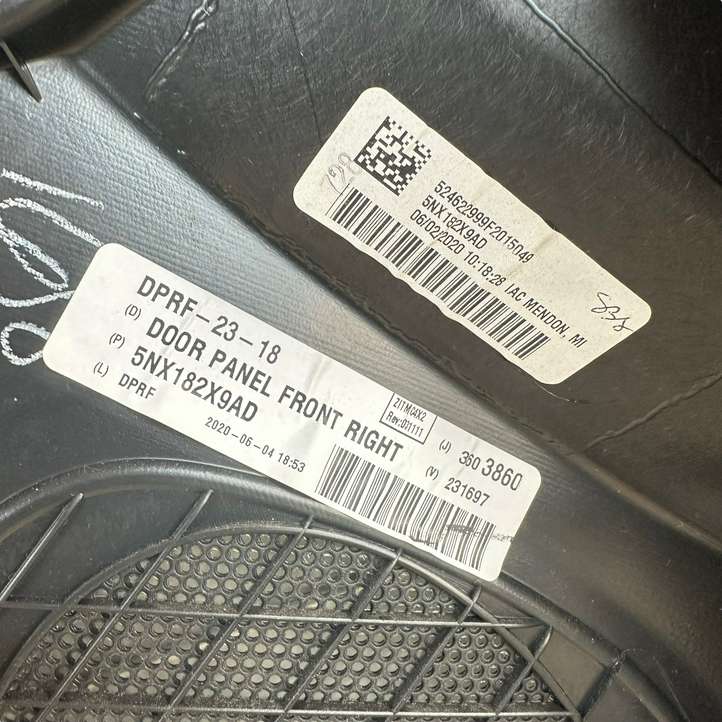 524622999F2015049
5NX182X9AD
06/02/2020 10:18:28 IAC MENDON, MI
DPRF-23-18
(D) DOOR PANEL FRONT RIGHT
(P) 5NX182X9AD
(L) DPRF
2020-06-04 18:53
(J) 360 3860
(V) 231697